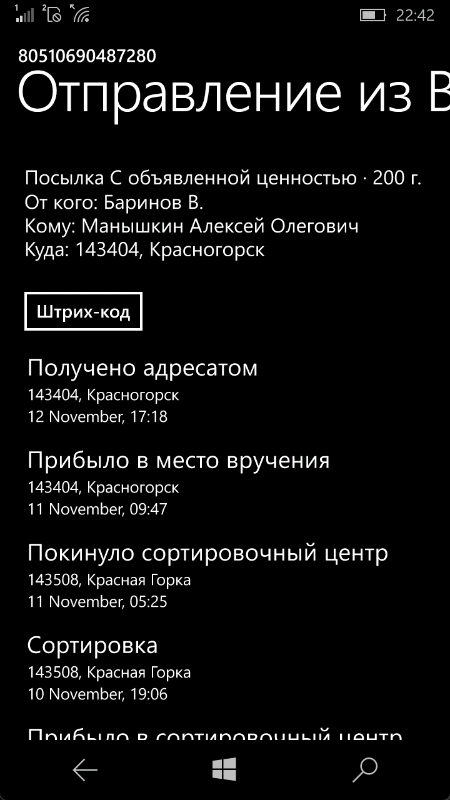 1 2 22:42
80510690487280
Отправление из В
Посылка С объявленной ценностью · 200 г.
От кого: Баринов В.
Кому: Манышкин Алексей Олегович
Куда: 143404, Красногорск
Штрих-код
Получено адресатом
143404, Красногорск
12 November, 17:18
Прибыло в место вручения
143404, Красногорск
11 November, 09:47
Покинуло сортировочный центр
143508, Красная Горка
11 November, 05:25
Сортировка
143508, Красная Горка
10 November, 19:06
Прибыло в сортировочный центр